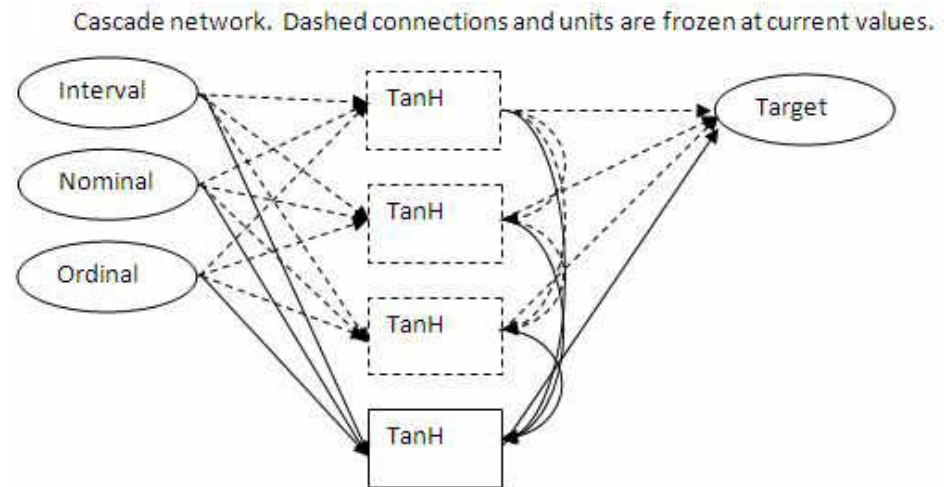 Cascade network. Dashed connections and units are frozen at current values.
Interval
TanH
Target
Nominal
TanH
Ordinal
TanH
TanH